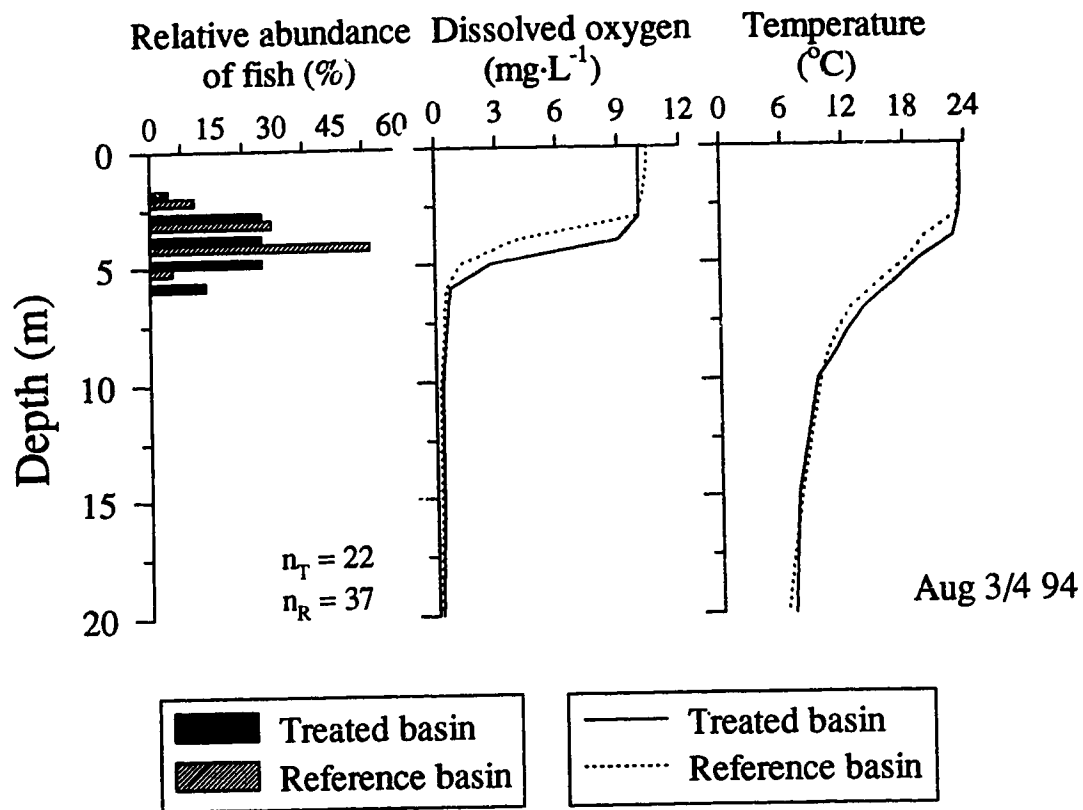 Relative abundance of fish (%)
Dissolved oxygen (mg·L⁻¹)
Temperature (°C)
0 15 30 45 60
0 3 6 9 12
0 6 12 18 24
Depth (m)
0
5
10
15
20
n_T = 22
n_R = 37
Aug 3/4 94
Treated basin
Reference basin
Treated basin
Reference basin